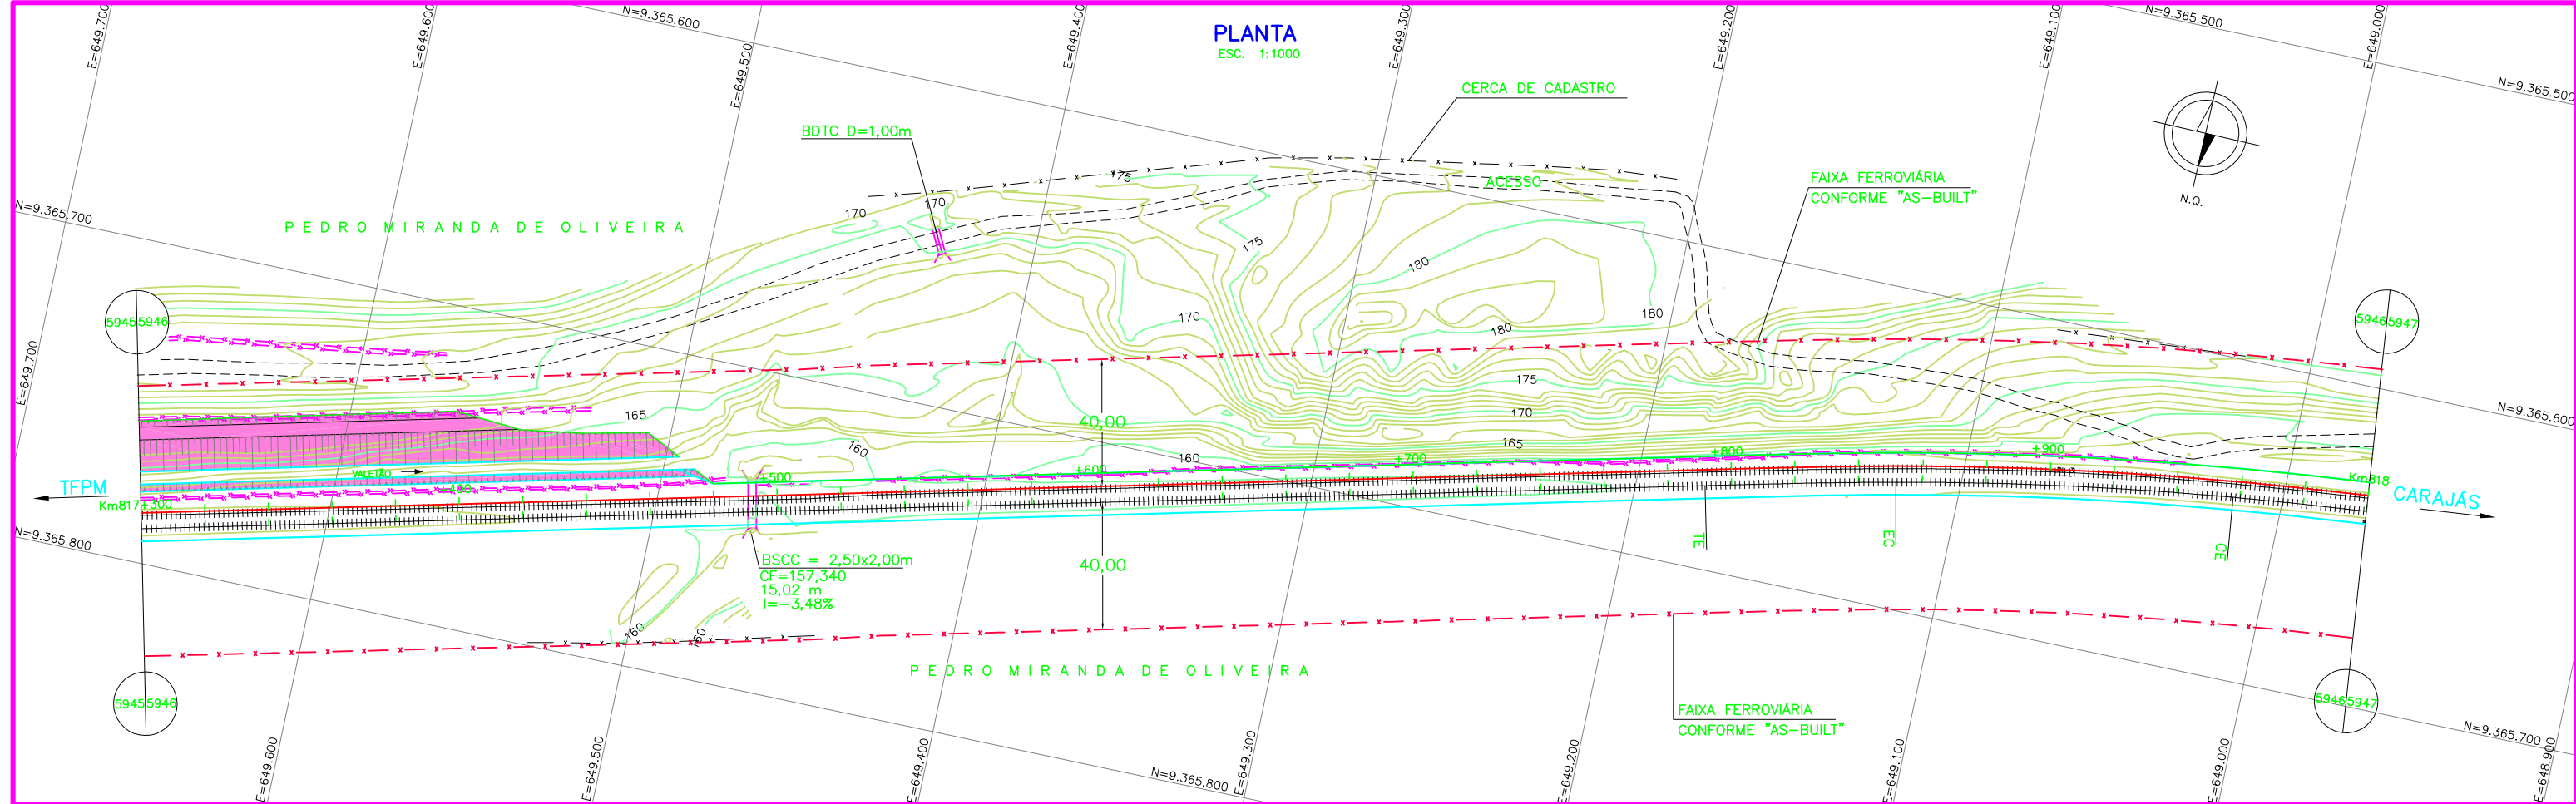 E=649.700
E=649.600
N=9.365.600
E=649.500
E=649.400
PLANTA
ESC. 1:1000
E=649.300
E=649.200
E=649.100
N=9.365.500
E=649.000
N=9.365.500
CERCA DE CADASTRO
BDTC D=1,00m
175
ACESSO
FAIXA FERROVIÁRIA
CONFORME "AS-BUILT"
N.Q.
N=9.365.700
170
170
PEDRO MIRANDA DE OLIVEIRA
175
180
5945 5946
170
180
180
5946 5947
E=649.700
175
165
40,00
170
N=9.365.600
160
165
160
VALETÃO
+500
+600
+700
+800
+900
Km818
TFPM
+400
Km817+300
CARAJÁS
N=9.365.800
TE
EC
CE
BSCC = 2,50x2,00m
CF=157,340
15,02 m
I=-3,48%
40,00
160
160
PEDRO MIRANDA DE OLIVEIRA
5945 5946
5946 5947
FAIXA FERROVIÁRIA
CONFORME "AS-BUILT"
N=9.365.700
E=649.600
E=649.500
E=649.400
N=9.365.800
E=649.300
E=649.200
E=649.100
E=649.000
E=648.900